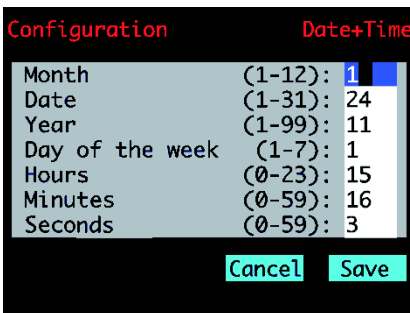 Configuration Date+Time
Month (1-12): 1
Date (1-31): 24
Year (1-99): 11
Day of the week (1-7): 1
Hours (0-23): 15
Minutes (0-59): 16
Seconds (0-59): 3
Cancel Save